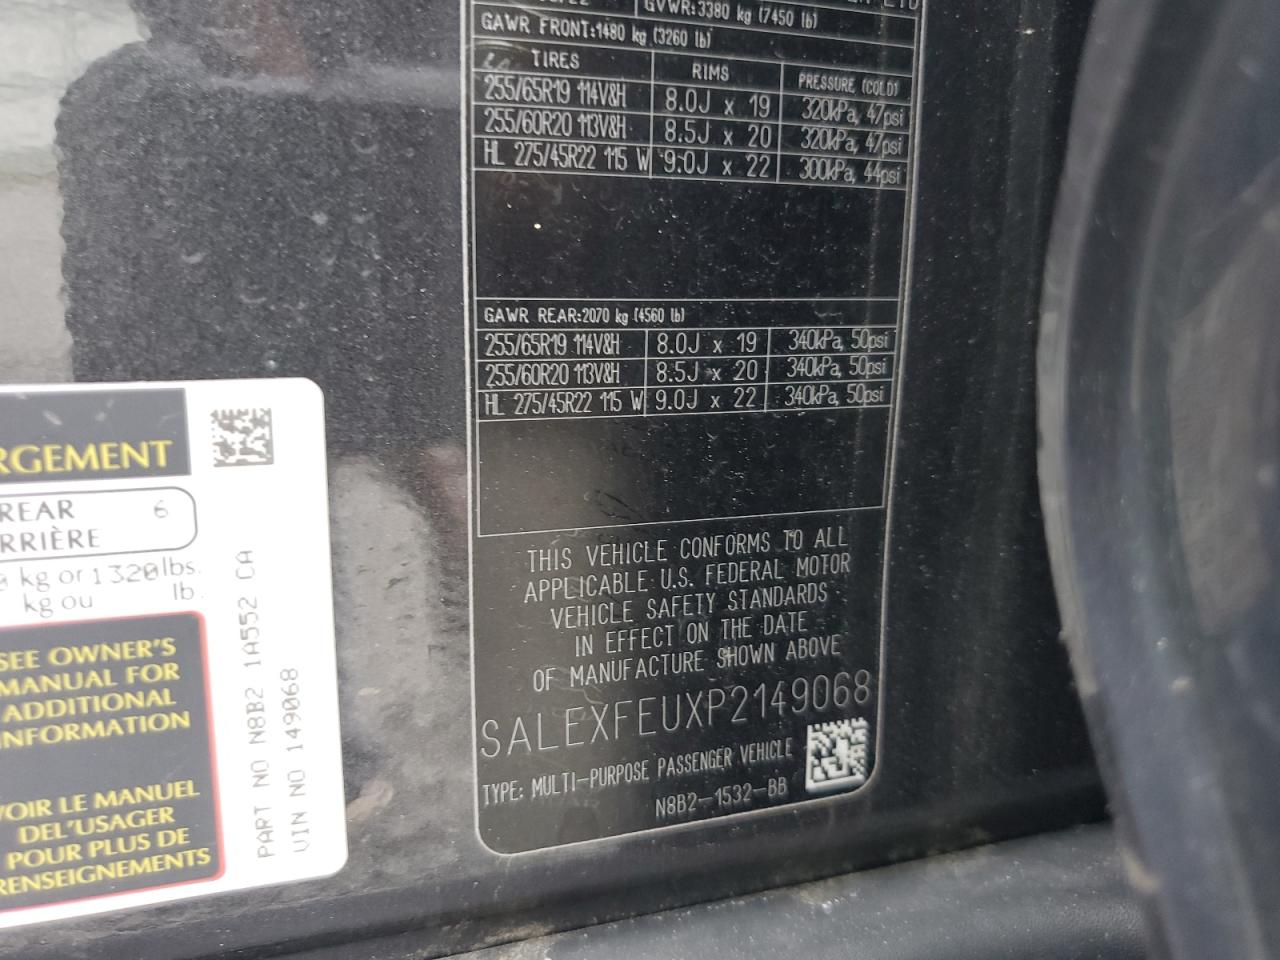 GVWR:3380 kg (7450 lb)
GAWR FRONT:1480 kg (3260 lb)
TIRES RIMS PRESSURE (COLD)
255/65R19 114V&H 8.0J x 19 320kPa, 47psi
255/60R20 113V&H 8.5J x 20 320kPa, 47psi
HL 275/45R22 115 W 9.0J x 22 300kPa, 44psi
GAWR REAR:2070 kg (4560 lb)
255/65R19 114V&H 8.0J x 19 340kPa, 50psi
255/60R20 113V&H 8.5J x 20 340kPa, 50psi
HL 275/45R22 115 W 9.0J x 22 340kPa, 50psi
THIS VEHICLE CONFORMS TO ALL
APPLICABLE U.S. FEDERAL MOTOR
VEHICLE SAFETY STANDARDS
IN EFFECT ON THE DATE
OF MANUFACTURE SHOWN ABOVE
SALEXFEUXP2149068
TYPE: MULTI-PURPOSE PASSENGER VEHICLE
N8B2-1532-BB
RGEMENT
REAR 6
RRIÈRE
kg or 1320 lbs.
kg ou lb.
SEE OWNER'S
MANUAL FOR
ADDITIONAL
INFORMATION
VOIR LE MANUEL
DEL'USAGER
POUR PLUS DE
RENSEIGNEMENTS
PART NO N8B2 1A552 CA
VIN NO 149068